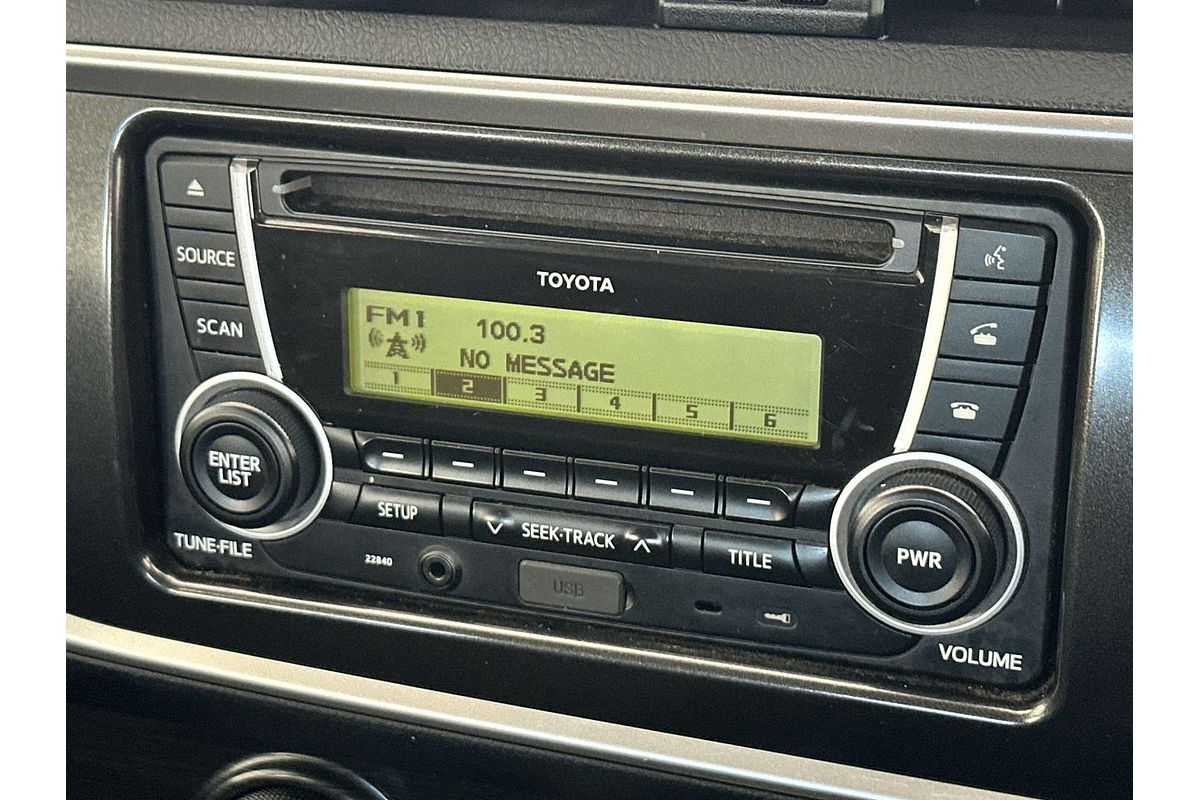 SOURCE
SCAN
TOYOTA
FM1 100.3
NO MESSAGE
1 2 3 4 5 6
ENTER
LIST
TUNE·FILE
SETUP
SEEK·TRACK
TITLE
PWR
VOLUME
22840
USB